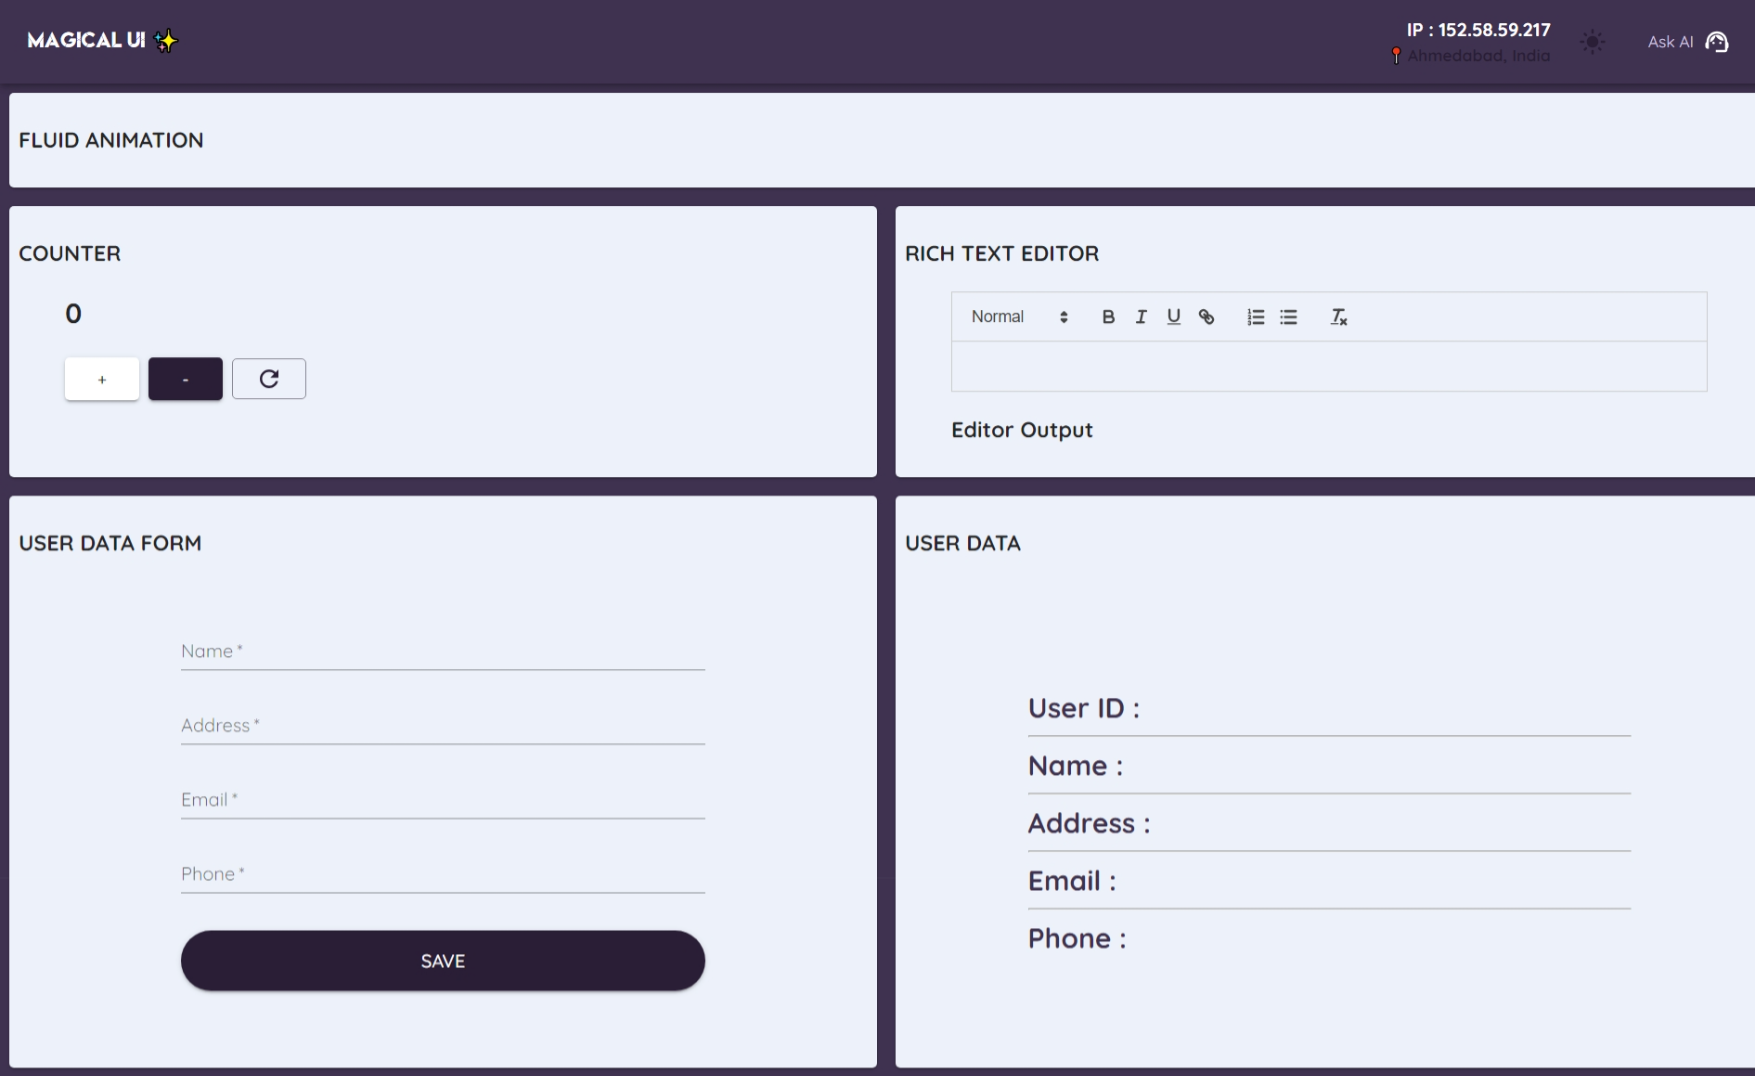 MAGICAL UI
IP : 152.58.59.217
Ahmedabad, India
Ask AI
FLUID ANIMATION
COUNTER
0
+
-
RICH TEXT EDITOR
Normal
B I U
Editor Output
USER DATA FORM
Name *
Address *
Email *
Phone *
SAVE
USER DATA
User ID :
Name :
Address :
Email :
Phone :